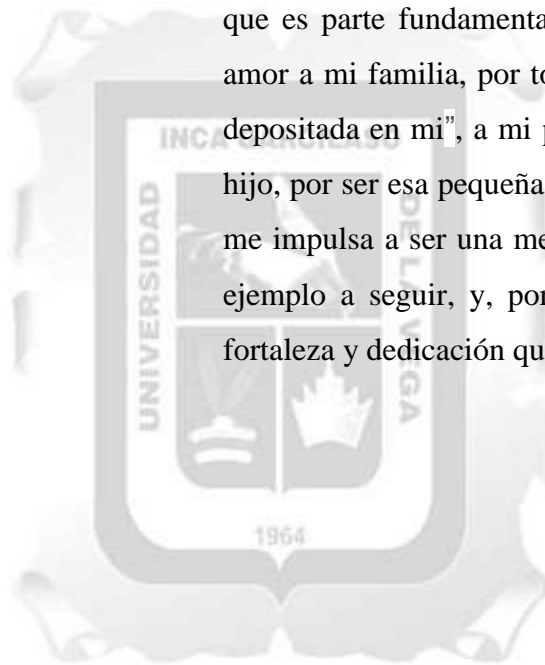 que es parte fundamenta
amor a mi familia, por to
depositada en mi”, a mi p
hijo, por ser esa pequeña
me impulsa a ser una me
ejemplo a seguir, y, por
fortaleza y dedicación qu
UNIVERSIDAD
INCA GARCILASO
DE LA VEGA
1964